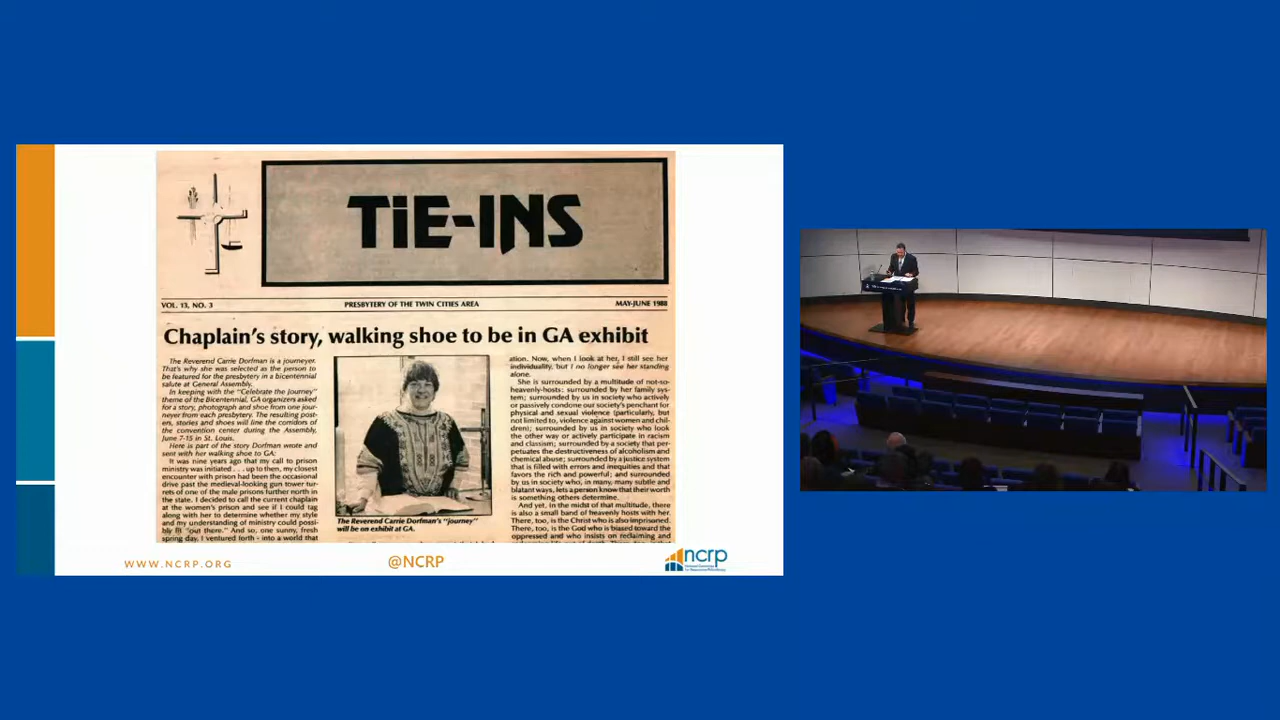 TiE-INS
VOL. 13, NO. 3
PRESBYTERY OF THE TWIN CITIES AREA
MAY-JUNE 1988
Chaplain's story, walking shoe to be in GA exhibit
The Reverend Carrie Dorfman is a journeyer.
That's why she was selected as the person to
be featured for the presbytery in a bicentennial
salute at General Assembly.
In keeping with the "Celebrate the Journey"
theme of the Bicentennial, GA organizers asked
for a story, photograph and shoe from one jour-
neyer from each presbytery. The resulting post-
ers, stories and shoes will line the corridors of
the convention center during the Assembly,
June 7-15 in St. Louis.
Here is part of the story Dorfman wrote and
sent with her walking shoe to GA:
It was nine years ago that my call to prison
ministry was initiated . . . up to then, my closest
encounter with prison had been the occasional
drive past the medieval-looking gun tower tur-
rets of one of the male prisons further north in
the state. I decided to call the current chaplain
at the women's prison and see if I could tag
along with her to determine whether my style
and my understanding of ministry could possi-
bly fit "out there." And so, one sunny, fresh
spring day, I ventured forth - into a world that
The Reverend Carrie Dorfman's "journey"
will be on exhibit at GA.
ation. Now, when I look at her, I still see her
individuality, but I no longer see her standing
alone.
She is surrounded by a multitude of not-so-
heavenly-hosts: surrounded by her family sys-
tem; surrounded by us in society who actively
or passively condone our society's penchant for
physical and sexual violence (particularly, but
not limited to, violence against women and chil-
dren); surrounded by us in society who look
the other way or actively participate in racism
and classism; surrounded by a society that per-
petuates the destructiveness of alcoholism and
chemical abuse; surrounded by a justice system
that is filled with errors and inequities and that
favors the rich and powerful; and surrounded
by us in society who, in many, many subtle and
blatant ways, lets a person know that their worth
is something others determine.
And yet, in the midst of that multitude, there
is also a small band of heavenly hosts with her.
There, too, is the Christ who is also imprisoned.
There, too, is the God who is biased toward the
oppressed and who insists on reclaiming and
WWW.NCRP.ORG
@NCRP
ncrp